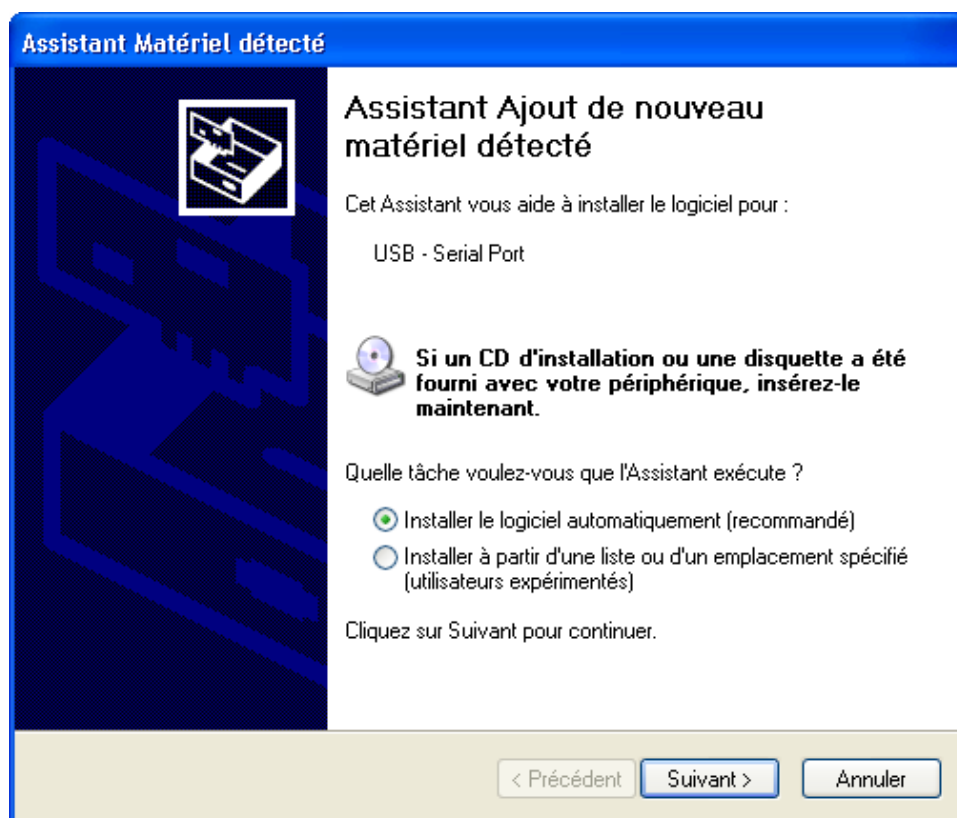 Assistant Matériel détecté
Assistant Ajout de nouveau
matériel détecté
Cet Assistant vous aide à installer le logiciel pour :
USB - Serial Port
Si un CD d'installation ou une disquette a été
fourni avec votre périphérique, insérez-le
maintenant.
Quelle tâche voulez-vous que l'Assistant exécute ?
Installer le logiciel automatiquement (recommandé)
Installer à partir d'une liste ou d'un emplacement spécifié
(utilisateurs expérimentés)
Cliquez sur Suivant pour continuer.
< Précédent Suivant > Annuler